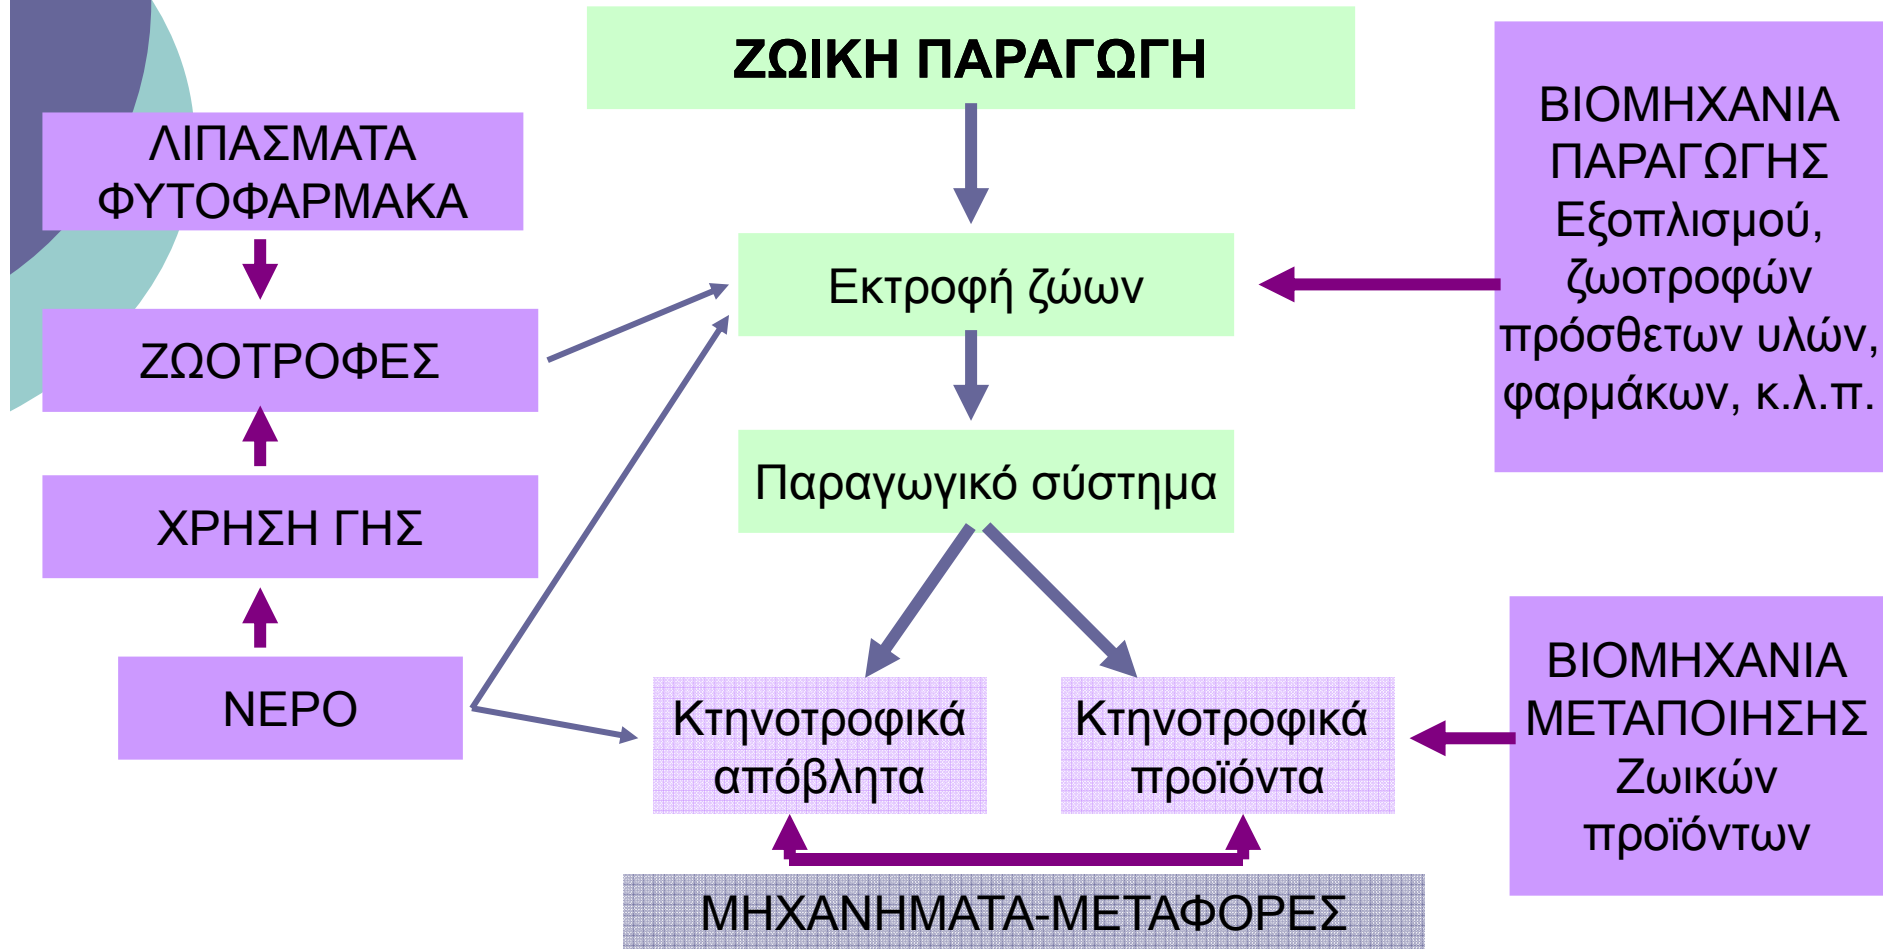 ΖΩΙΚΗ ΠΑΡΑΓΩΓΗ
ΛΙΠΑΣΜΑΤΑ
ΦΥΤΟΦΑΡΜΑΚΑ
ΖΩΟΤΡΟΦΕΣ
ΧΡΗΣΗ ΓΗΣ
ΝΕΡΟ
Εκτροφή ζώων
Παραγωγικό σύστημα
Κτηνοτροφικά
απόβλητα
Κτηνοτροφικά
προϊόντα
ΜΗΧΑΝΗΜΑΤΑ-ΜΕΤΑΦΟΡΕΣ
ΒΙΟΜΗΧΑΝΙΑ
ΠΑΡΑΓΩΓΗΣ
Εξοπλισμού,
ζωοτροφών
πρόσθετων υλών,
φαρμάκων, κ.λ.π.
ΒΙΟΜΗΧΑΝΙΑ
ΜΕΤΑΠΟΙΗΣΗΣ
Ζωικών
προϊόντων